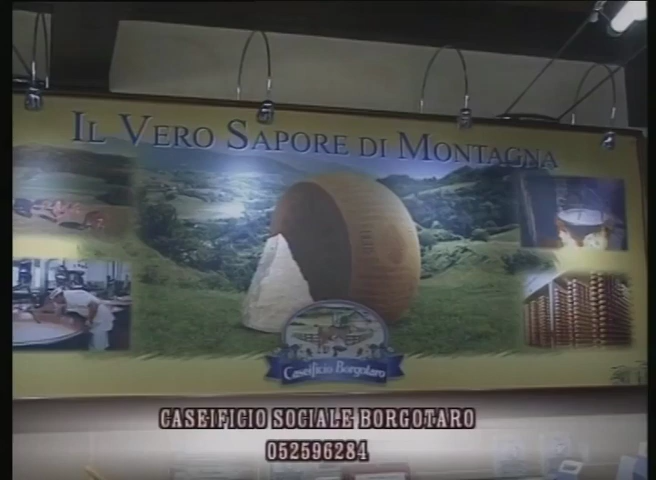 IL VERO SAPORE DI MONTAGNA
Caseificio Borgotaro
CASEIFICIO SOCIALE BORGOTARO
052596284